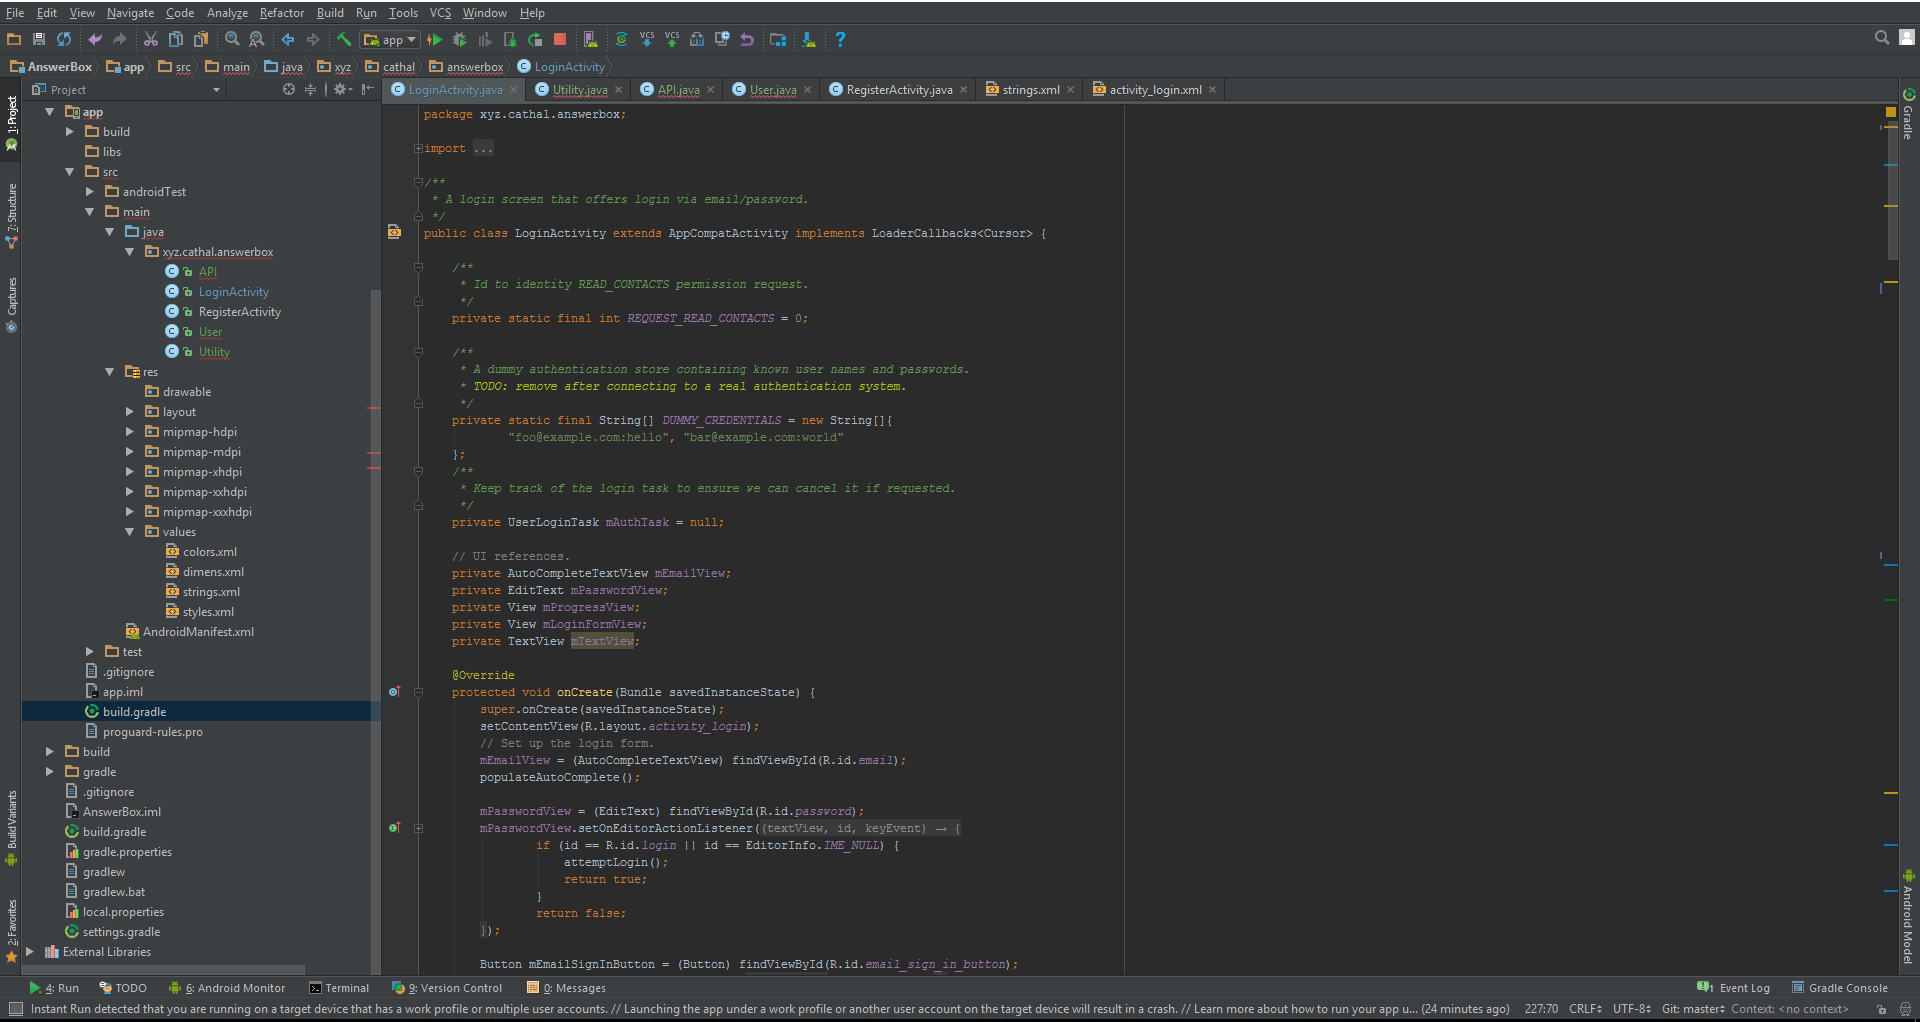 File Edit View Navigate Code Analyze Refactor Build Run Tools VCS Window Help
app VCS VCS ?
AnswerBox app src main java xyz cathal answerbox LoginActivity
Project
LoginActivity.java Utility.java API.java User.java RegisterActivity.java strings.xml activity_login.xml
1: Project
7: Structure
Captures
Build Variants
2: Favorites
app
build
libs
src
androidTest
main
java
xyz.cathal.answerbox
API
LoginActivity
RegisterActivity
User
Utility
res
drawable
layout
mipmap-hdpi
mipmap-mdpi
mipmap-xhdpi
mipmap-xxhdpi
mipmap-xxxhdpi
values
colors.xml
dimens.xml
strings.xml
styles.xml
AndroidManifest.xml
test
.gitignore
app.iml
build.gradle
proguard-rules.pro
build
gradle
.gitignore
AnswerBox.iml
build.gradle
gradle.properties
gradlew
gradlew.bat
local.properties
settings.gradle
External Libraries
package xyz.cathal.answerbox;
import ...
/**
* A login screen that offers login via email/password.
*/
public class LoginActivity extends AppCompatActivity implements LoaderCallbacks<Cursor> {
/**
* Id to identity READ_CONTACTS permission request.
*/
private static final int REQUEST_READ_CONTACTS = 0;
/**
* A dummy authentication store containing known user names and passwords.
* TODO: remove after connecting to a real authentication system.
*/
private static final String[] DUMMY_CREDENTIALS = new String[]{
"foo@example.com:hello", "bar@example.com:world"
};
/**
* Keep track of the login task to ensure we can cancel it if requested.
*/
private UserLoginTask mAuthTask = null;
// UI references.
private AutoCompleteTextView mEmailView;
private EditText mPasswordView;
private View mProgressView;
private View mLoginFormView;
private TextView mTextView;
@Override
protected void onCreate(Bundle savedInstanceState) {
super.onCreate(savedInstanceState);
setContentView(R.layout.activity_login);
// Set up the login form.
mEmailView = (AutoCompleteTextView) findViewById(R.id.email);
populateAutoComplete();
mPasswordView = (EditText) findViewById(R.id.password);
mPasswordView.setOnEditorActionListener((textView, id, keyEvent) → {
if (id == R.id.login || id == EditorInfo.IME_NULL) {
attemptLogin();
return true;
}
return false;
});
Button mEmailSignInButton = (Button) findViewById(R.id.email_sign_in_button);
Gradle
Android Model
4: Run TODO 6: Android Monitor Terminal 9: Version Control 0: Messages 1 Event Log Gradle Console
Instant Run detected that you are running on a target device that has a work profile or multiple user accounts. // Launching the app under a work profile or another user account on the target device will result in a crash. // Learn more about how to run your app u... (24 minutes ago) 227:70 CRLF UTF-8 Git: master Context: <no context>